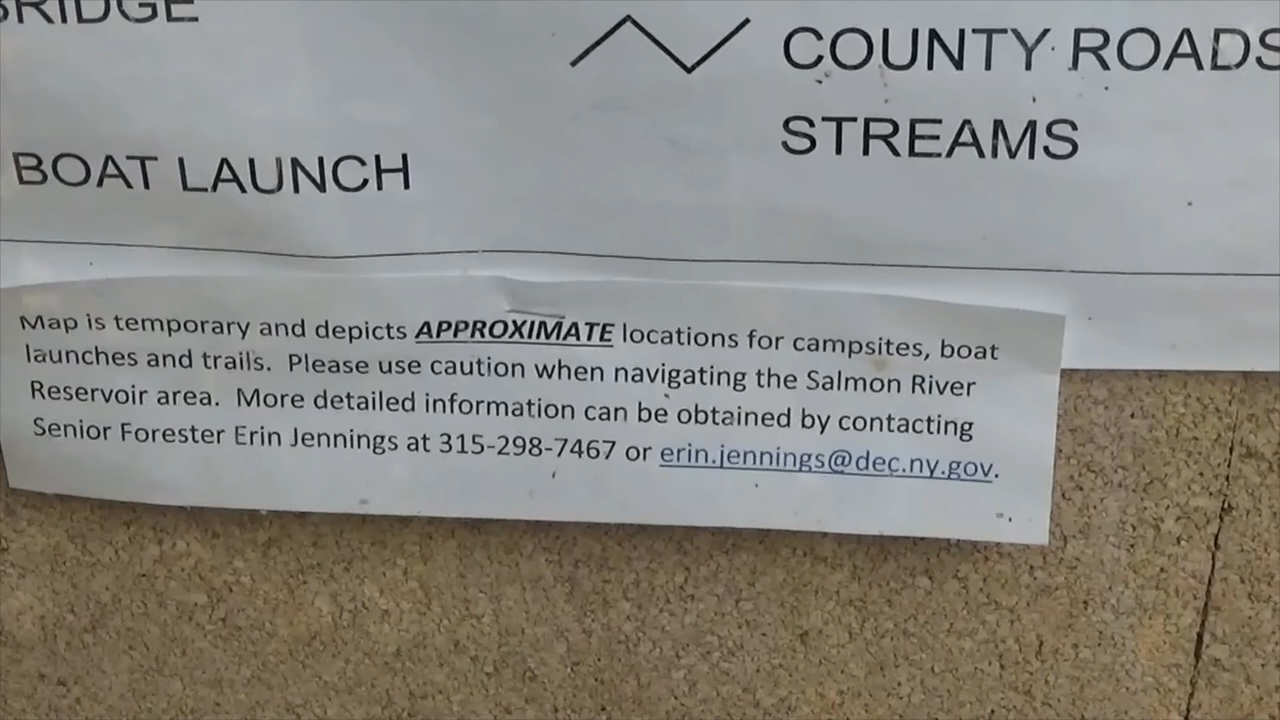 BRIDGE
COUNTY ROADS
STREAMS
BOAT LAUNCH
Map is temporary and depicts APPROXIMATE locations for campsites, boat
launches and trails. Please use caution when navigating the Salmon River
Reservoir area. More detailed information can be obtained by contacting
Senior Forester Erin Jennings at 315-298-7467 or erin.jennings@dec.ny.gov.